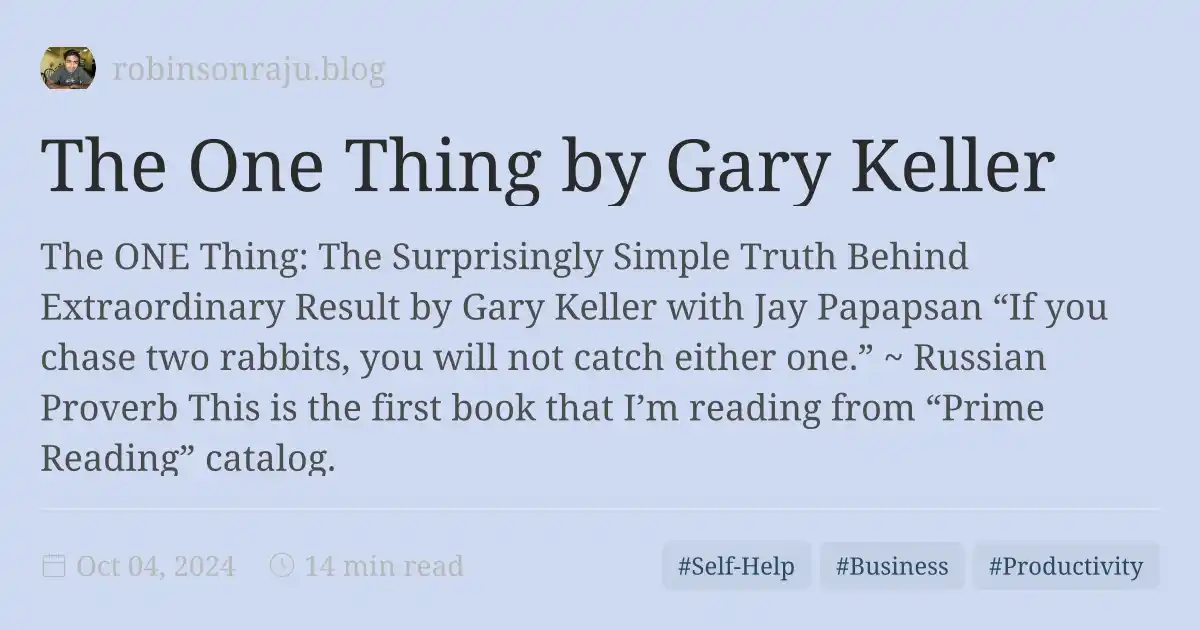 robinsonraju.blog
The One Thing by Gary Keller
The ONE Thing: The Surprisingly Simple Truth Behind
Extraordinary Result by Gary Keller with Jay Papapsan “If you
chase two rabbits, you will not catch either one.” ~ Russian
Proverb This is the first book that I’m reading from “Prime
Reading” catalog.
Oct 04, 2024 14 min read #Self-Help #Business #Productivity